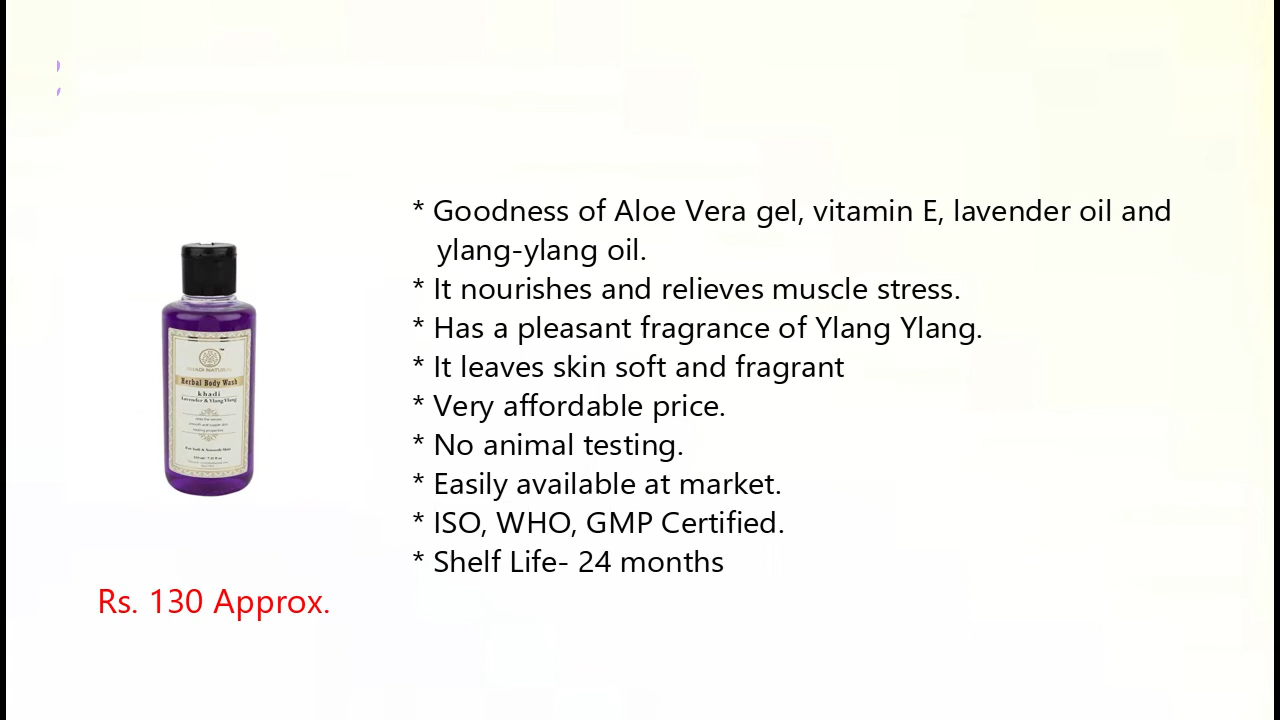 * Goodness of Aloe Vera gel, vitamin E, lavender oil and
ylang-ylang oil.
* It nourishes and relieves muscle stress.
* Has a pleasant fragrance of Ylang Ylang.
* It leaves skin soft and fragrant
* Very affordable price.
* No animal testing.
* Easily available at market.
* ISO, WHO, GMP Certified.
* Shelf Life- 24 months
KHADI NATURAL
Herbal Body Wash
khadi
Lavender & Ylang Ylang
Rs. 130 Approx.